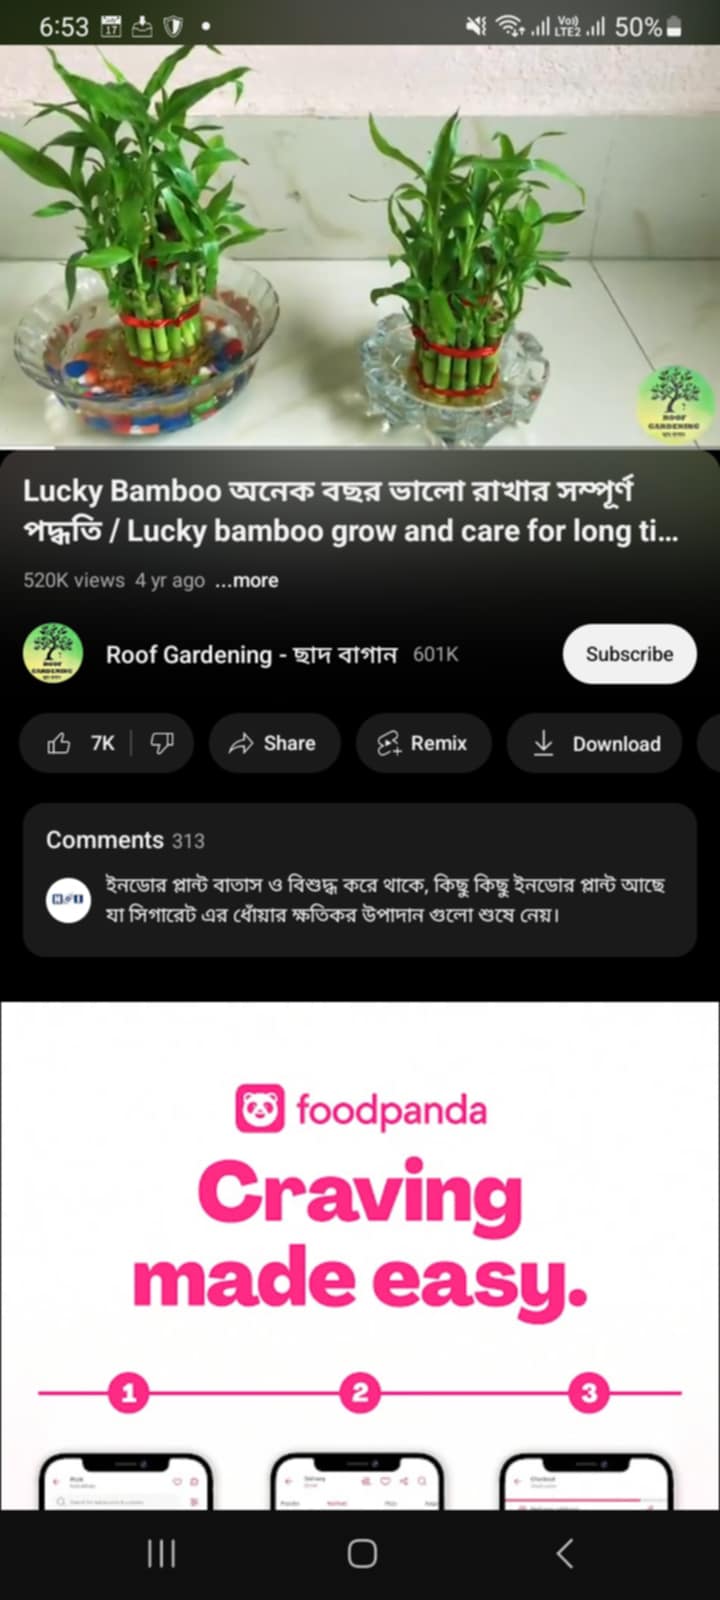 6:53
17
Vo))
LTE2
50%
ROOF
GARDENING
ছাদ বাগান
Lucky Bamboo অনেক বছর ভালো রাখার সম্পূর্ণ
পদ্ধতি / Lucky bamboo grow and care for long ti...
520K views 4 yr ago ...more
Roof Gardening - ছাদ বাগান 601K
Subscribe
7K
Share
Remix
Download
Comments 313
ইনডোর প্লান্ট বাতাস ও বিশুদ্ধ করে থাকে, কিছু কিছু ইনডোর প্লান্ট আছে
যা সিগারেট এর ধোঁয়ার ক্ষতিকর উপাদান গুলো শুষে নেয়।
foodpanda
Craving
made easy.
1
2
3